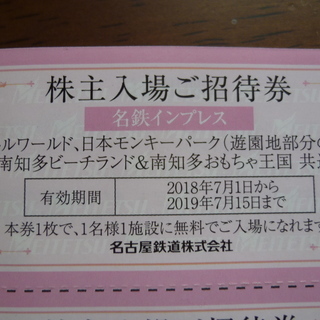 株主入場ご招待券
名鉄インプレス
ルワールド、日本モンキーパーク(遊園地部分の
南知多ビーチランド&南知多おもちゃ王国 共通
有効期間 2018年7月1日から
2019年7月15日まで
本券1枚で、1名様1施設に無料でご入場になれます
名古屋鉄道株式会社